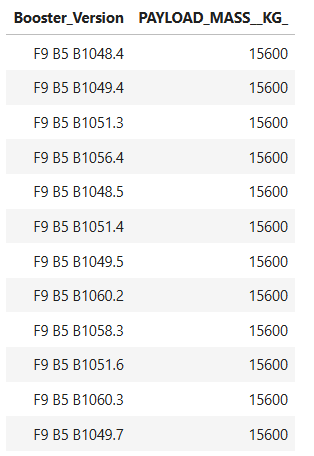 Booster_Version PAYLOAD_MASS__KG_
F9 B5 B1048.4 15600
F9 B5 B1049.4 15600
F9 B5 B1051.3 15600
F9 B5 B1056.4 15600
F9 B5 B1048.5 15600
F9 B5 B1051.4 15600
F9 B5 B1049.5 15600
F9 B5 B1060.2 15600
F9 B5 B1058.3 15600
F9 B5 B1051.6 15600
F9 B5 B1060.3 15600
F9 B5 B1049.7 15600